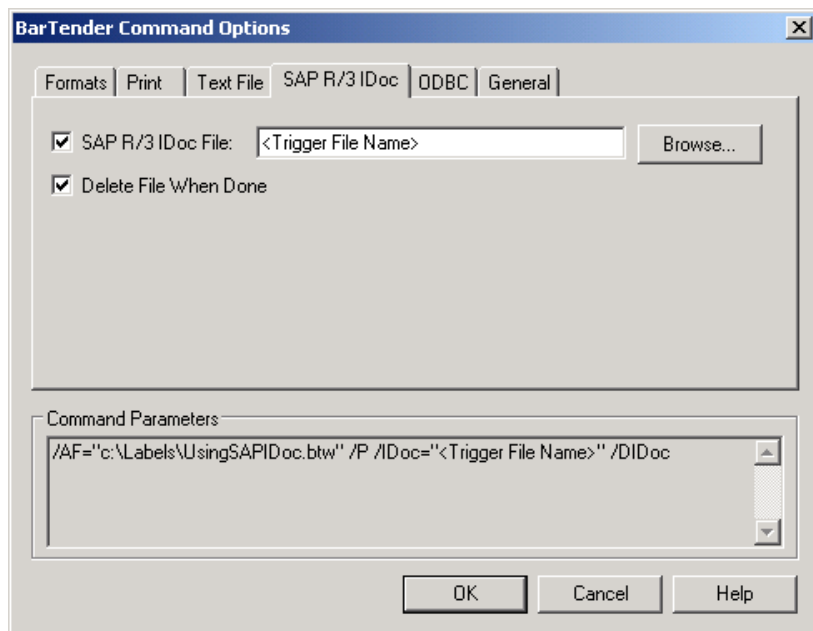 BarTender Command Options
Formats Print Text File SAP R/3 IDoc ODBC General
SAP R/3 IDoc File: <Trigger File Name> Browse...
Delete File When Done
Command Parameters
/AF="c:\Labels\UsingSAPIDoc.btw" /P /IDoc="<Trigger File Name>" /DIDoc
OK Cancel Help